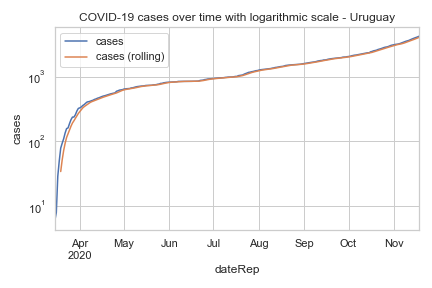 COVID-19 cases over time with logarithmic scale - Uruguay
cases
cases (rolling)
10³
10²
10¹
cases
Apr
2020
May
Jun
Jul
Aug
Sep
Oct
Nov
dateRep